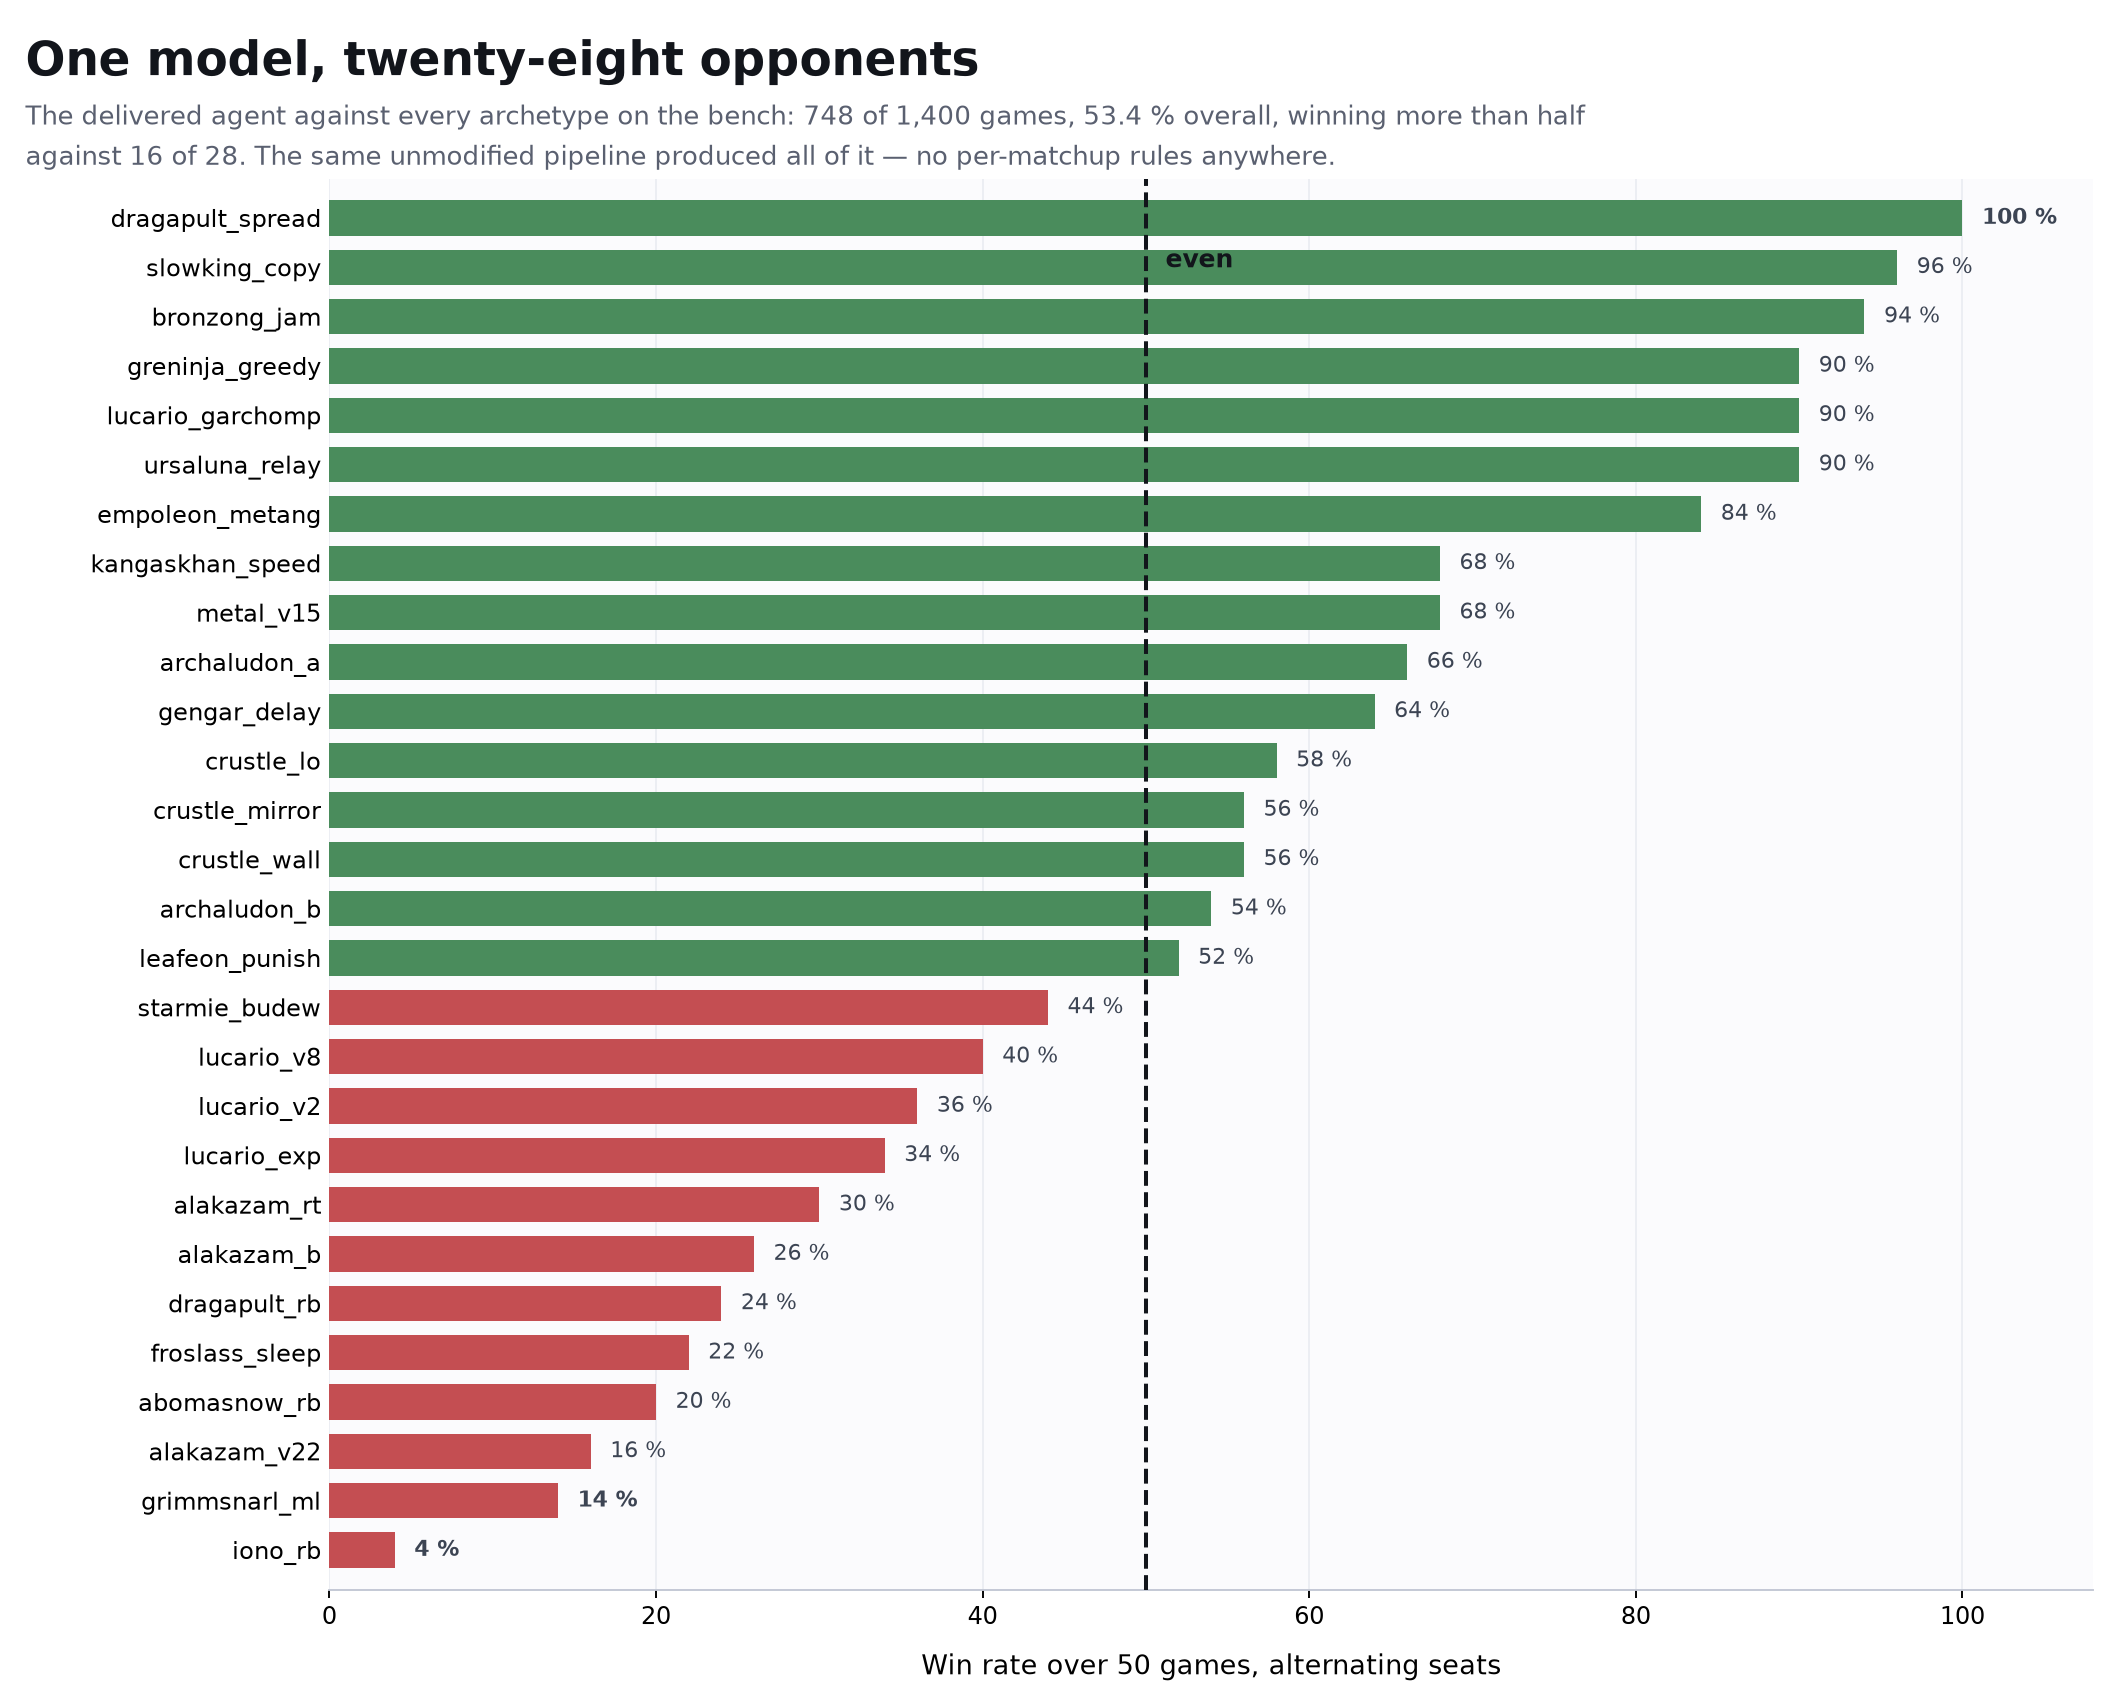 One model, twenty-eight opponents
The delivered agent against every archetype on the bench: 748 of 1,400 games, 53.4 % overall, winning more than half
against 16 of 28. The same unmodified pipeline produced all of it — no per-matchup rules anywhere.
dragapult_spread 100 %
even
slowking_copy 96 %
bronzong_jam 94 %
greninja_greedy 90 %
lucario_garchomp 90 %
ursaluna_relay 90 %
empoleon_metang 84 %
kangaskhan_speed 68 %
metal_v15 68 %
archaludon_a 66 %
gengar_delay 64 %
crustle_lo 58 %
crustle_mirror 56 %
crustle_wall 56 %
archaludon_b 54 %
leafeon_punish 52 %
starmie_budew 44 %
lucario_v8 40 %
lucario_v2 36 %
lucario_exp 34 %
alakazam_rt 30 %
alakazam_b 26 %
dragapult_rb 24 %
froslass_sleep 22 %
abomasnow_rb 20 %
alakazam_v22 16 %
grimmsnarl_ml 14 %
iono_rb 4 %
0 20 40 60 80 100
Win rate over 50 games, alternating seats